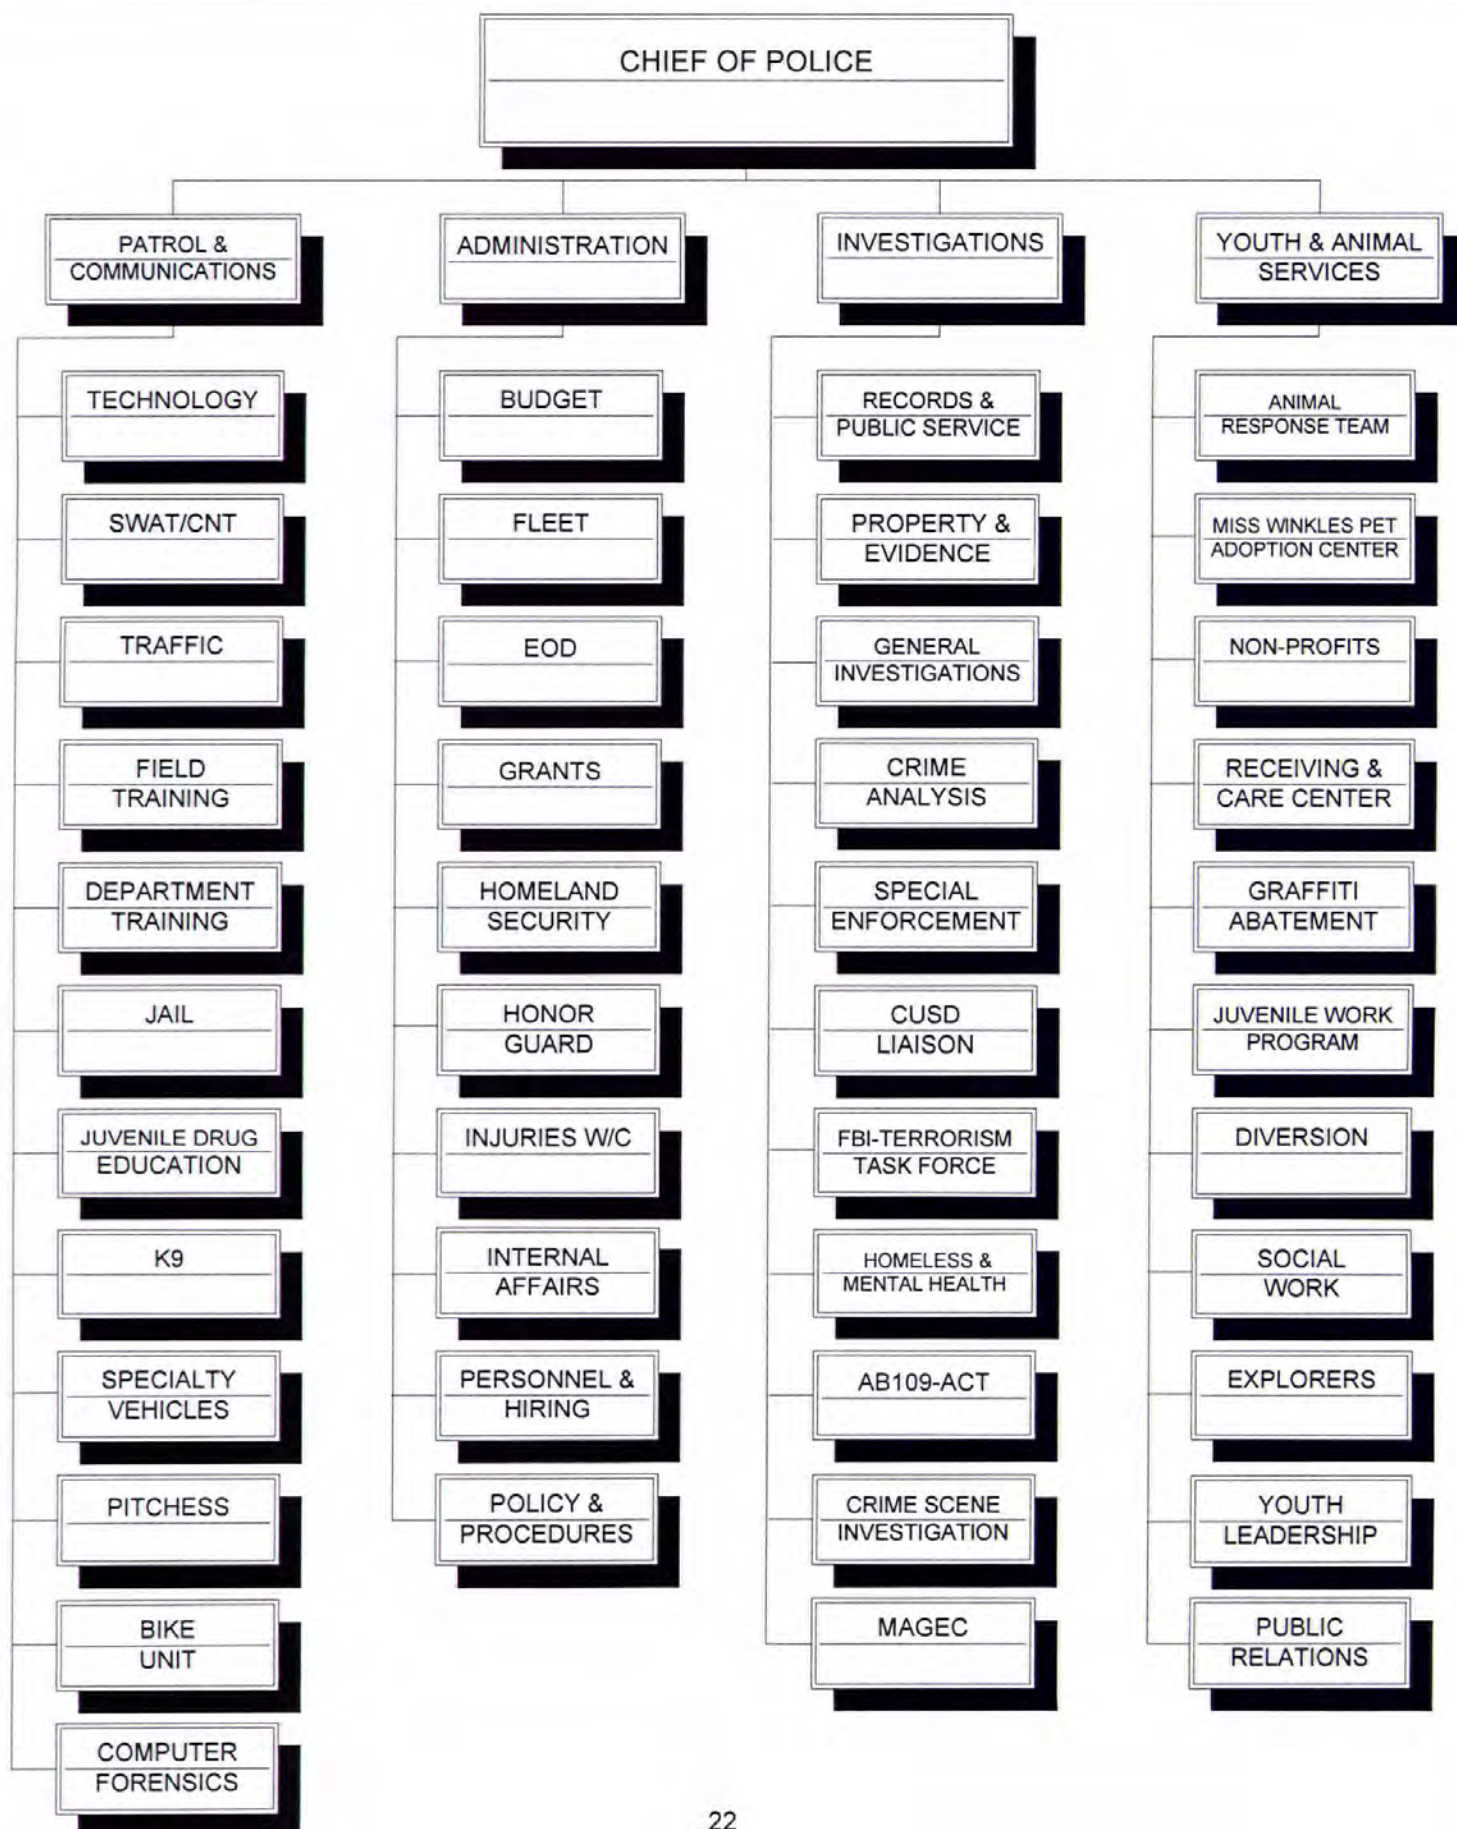 CHIEF OF POLICE
PATROL &
COMMUNICATIONS
TECHNOLOGY
SWAT/CNT
TRAFFIC
FIELD
TRAINING
DEPARTMENT
TRAINING
JAIL
JUVENILE DRUG
EDUCATION
K9
SPECIALTY
VEHICLES
PITCHESS
BIKE
UNIT
COMPUTER
FORENSICS
ADMINISTRATION
BUDGET
FLEET
EOD
GRANTS
HOMELAND
SECURITY
HONOR
GUARD
INJURIES W/C
INTERNAL
AFFAIRS
PERSONNEL &
HIRING
POLICY &
PROCEDURES
INVESTIGATIONS
RECORDS &
PUBLIC SERVICE
PROPERTY &
EVIDENCE
GENERAL
INVESTIGATIONS
CRIME
ANALYSIS
SPECIAL
ENFORCEMENT
CUSD
LIAISON
FBI-TERRORISM
TASK FORCE
HOMELESS &
MENTAL HEALTH
AB109-ACT
CRIME SCENE
INVESTIGATION
MAGEC
YOUTH & ANIMAL
SERVICES
ANIMAL
RESPONSE TEAM
MISS WINKLES PET
ADOPTION CENTER
NON-PROFITS
RECEIVING &
CARE CENTER
GRAFFITI
ABATEMENT
JUVENILE WORK
PROGRAM
DIVERSION
SOCIAL
WORK
EXPLORERS
YOUTH
LEADERSHIP
PUBLIC
RELATIONS
22